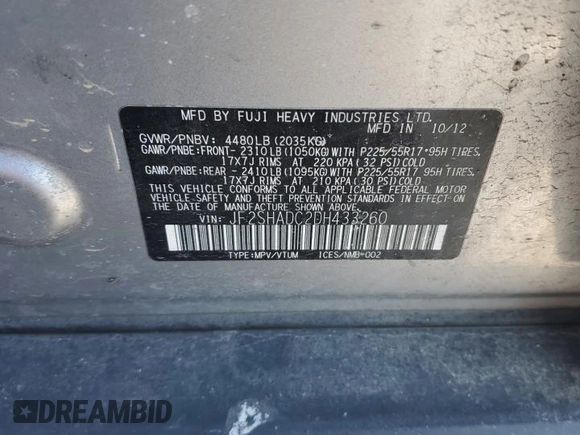 MFD BY FUJI HEAVY INDUSTRIES LTD.
MFD IN 10/12
GVWR/PNBV: 4480LB (2035KG)
GAWR/PNBE:FRONT- 2310LB(1050KG)WITH P225/55R17 95H TIRES.
17X7J RIMS AT 220 KPA(32 PSI)COLD
GAWR/PNBE:REAR - 2410LB(1095KG)WITH P225/55R17 95H TIRES.
17X7J RIMS AT 210 KPA(30 PSI)COLD
THIS VEHICLE CONFORMS TO ALL APPLICABLE FEDERAL MOTOR
VEHICLE SAFETY AND THEFT PREVENTION STANDARDS IN
EFFECT ON THE DATE OF MANUFACTURE SHOWN ABOVE.
VIN: JF2SHADC2DH433260
TYPE:MPV/VTUM ICES/NMB-002
DREAMBID